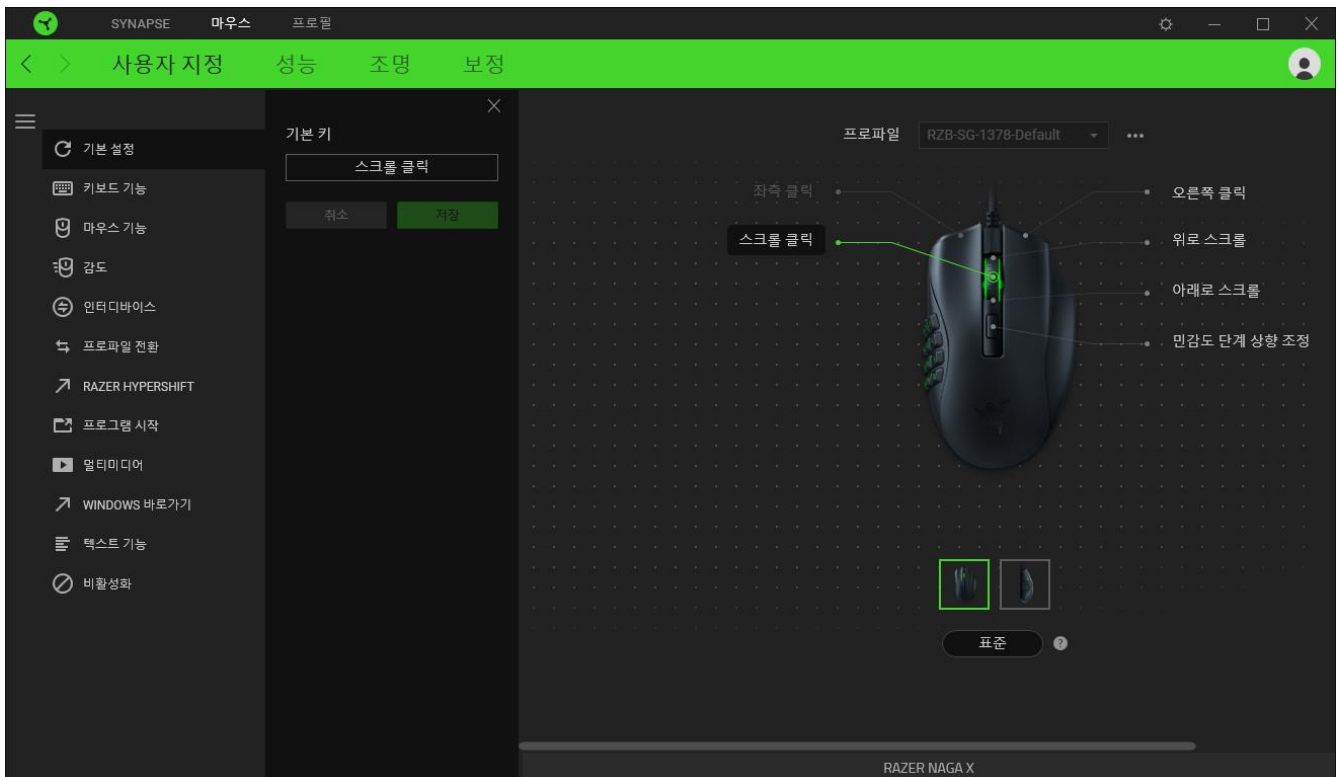 SYNAPSE 마우스 프로필
사용자 지정 성능 조명 보정
기본 키
스크롤 클릭
취소 저장
기본 설정
키보드 기능
마우스 기능
감도
인터디바이스
프로파일 전환
RAZER HYPERSHIFT
프로그램 시작
멀티미디어
WINDOWS 바로가기
텍스트 기능
비활성화
프로파일 RZB-SG-1378-Default
좌측 클릭
스크롤 클릭
오른쪽 클릭
위로 스크롤
아래로 스크롤
민감도 단계 상향 조정
표준 ?
RAZER NAGA X